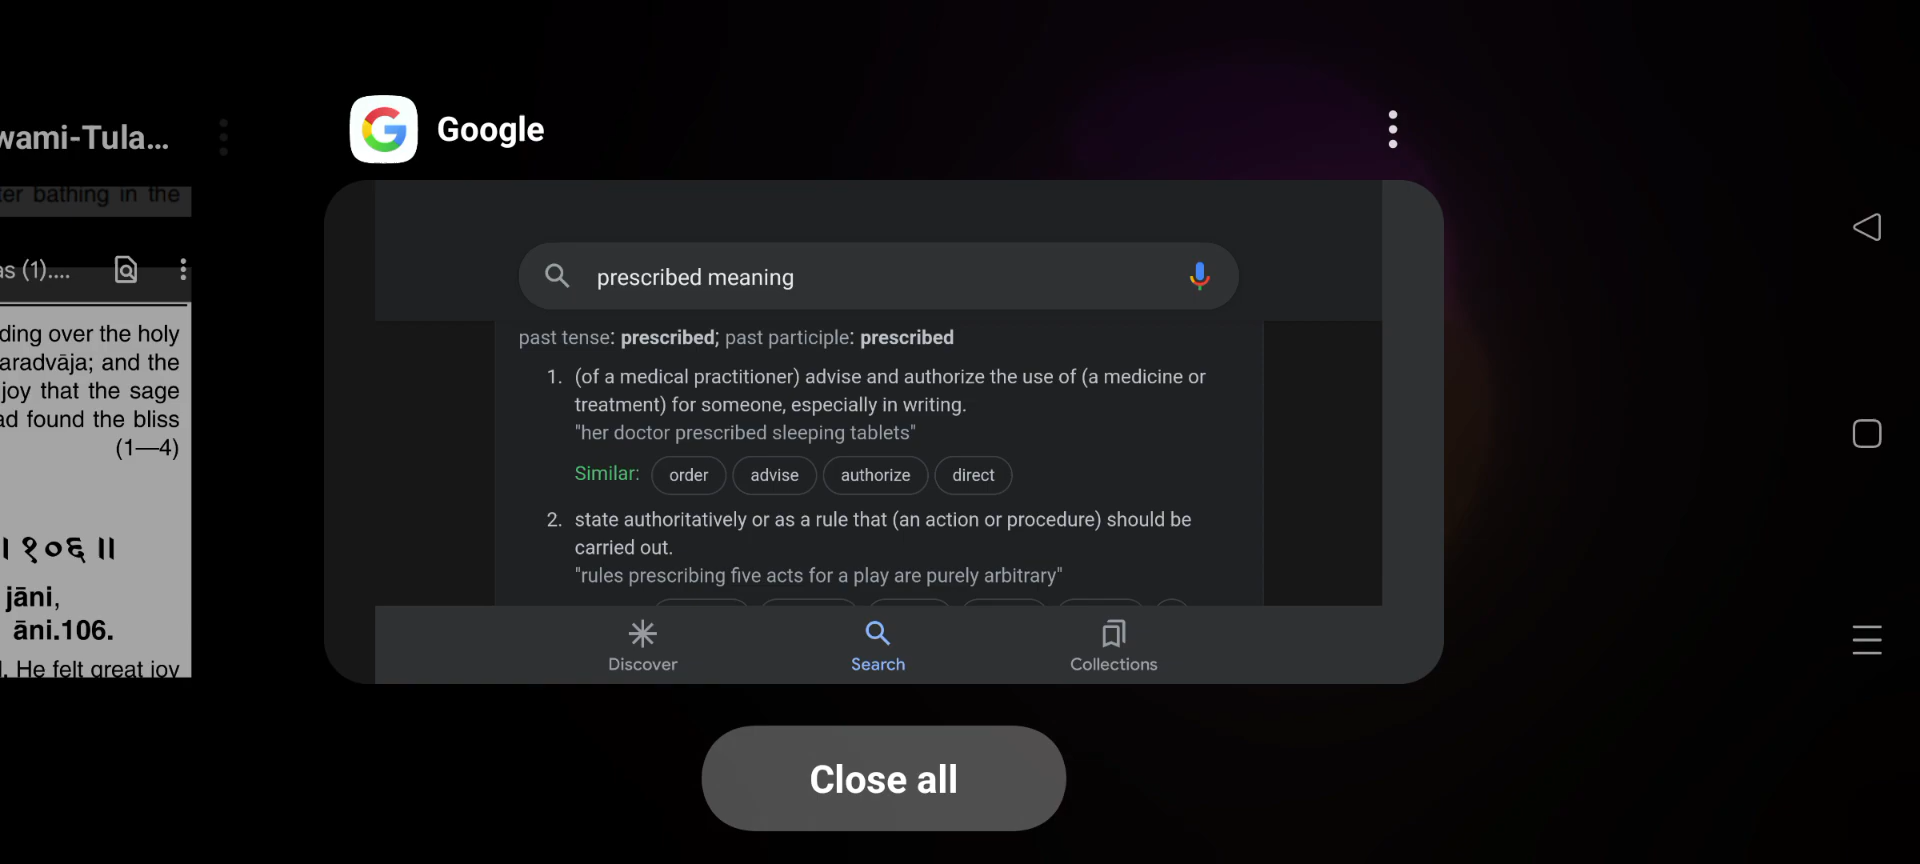 wami-Tula...
bathing in the
as (1)....
ding over the holy
aradvāja; and the
joy that the sage
ad found the bliss
(1—4)
। १०६ ॥
jāni,
āni.106.
. He felt great joy
Google
prescribed meaning
past tense: prescribed; past participle: prescribed
1. (of a medical practitioner) advise and authorize the use of (a medicine or
treatment) for someone, especially in writing.
"her doctor prescribed sleeping tablets"
Similar: order advise authorize direct
2. state authoritatively or as a rule that (an action or procedure) should be
carried out.
"rules prescribing five acts for a play are purely arbitrary"
Discover Search Collections
Close all